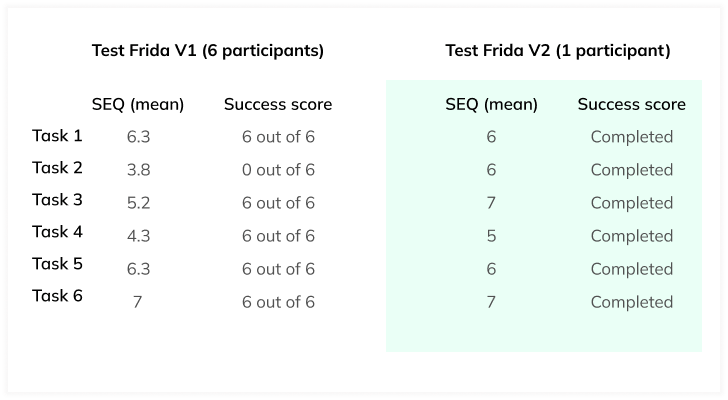 Test Frida V1 (6 participants) Test Frida V2 (1 participant)
SEQ (mean) Success score SEQ (mean) Success score
Task 1 6.3 6 out of 6 6 Completed
Task 2 3.8 0 out of 6 6 Completed
Task 3 5.2 6 out of 6 7 Completed
Task 4 4.3 6 out of 6 5 Completed
Task 5 6.3 6 out of 6 6 Completed
Task 6 7 6 out of 6 7 Completed